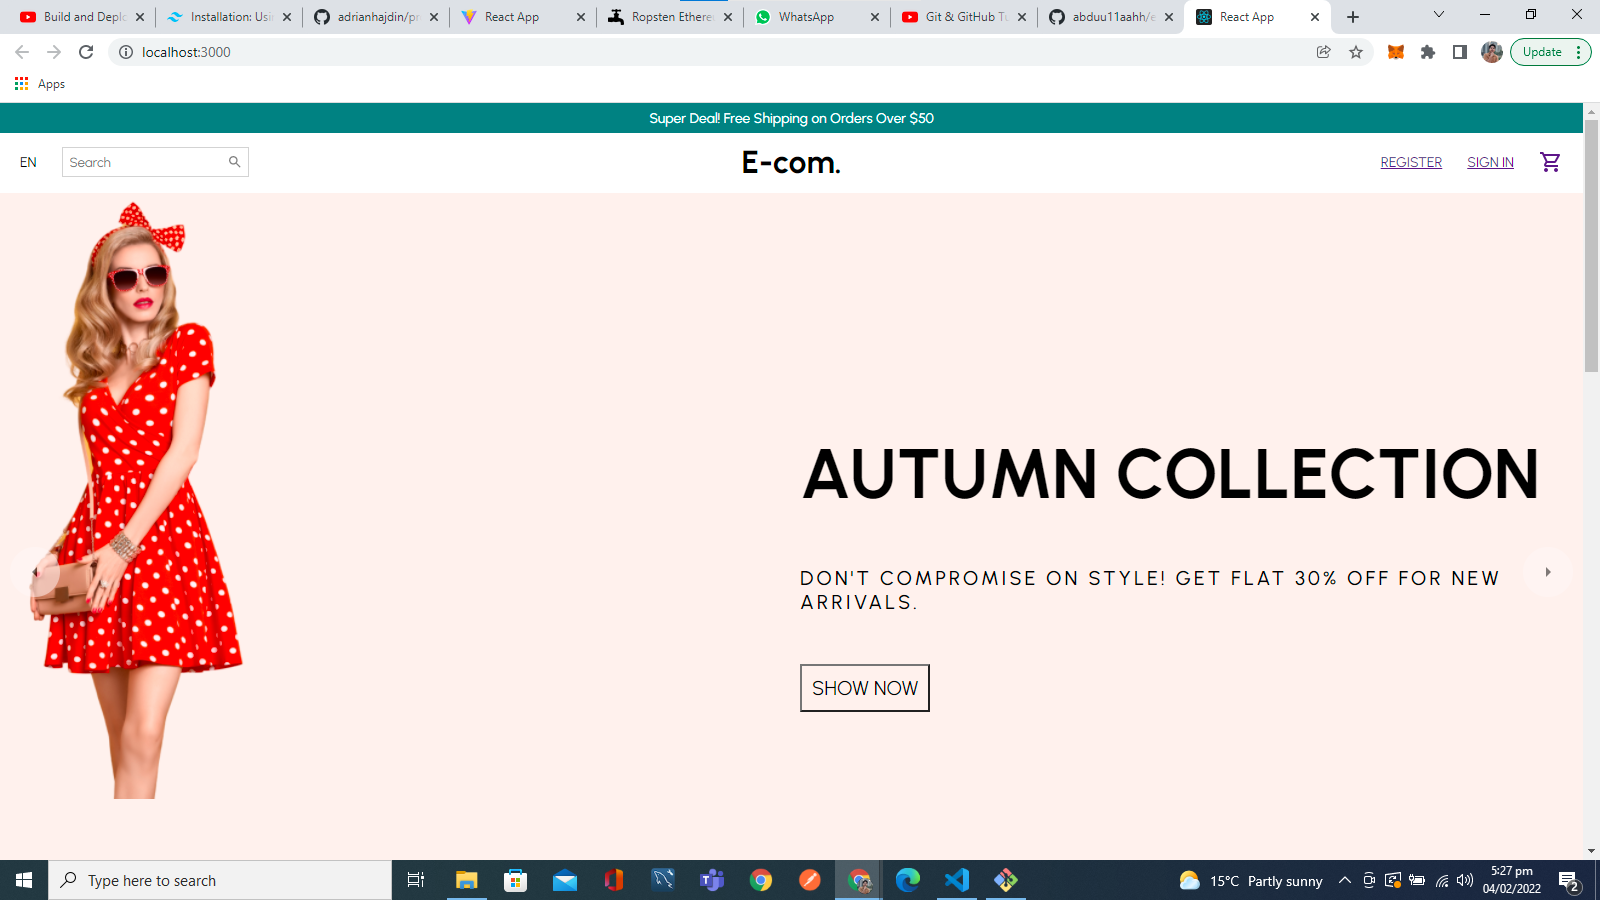 Build and Deplo
Installation: Usin
adrianhajdin/pr
React App
Ropsten Ethere
WhatsApp
Git & GitHub Tu
abduu11aahh/e
React App
localhost:3000
Update
Apps
Super Deal! Free Shipping on Orders Over $50
EN
Search
E-com.
REGISTER
SIGN IN
AUTUMN COLLECTION
DON'T COMPROMISE ON STYLE! GET FLAT 30% OFF FOR NEW
ARRIVALS.
SHOW NOW
Type here to search
15°C Partly sunny
5:27 pm
04/02/2022
2